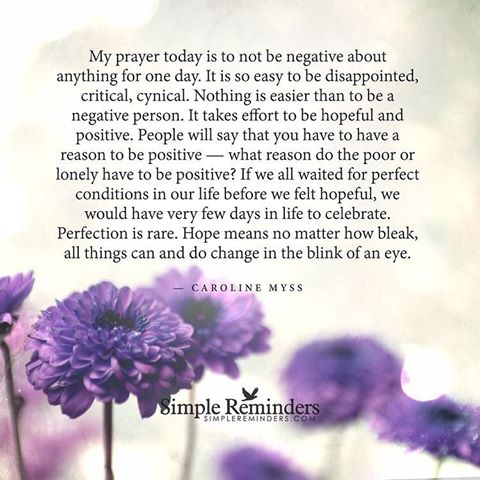 My prayer today is to not be negative about
anything for one day. It is so easy to be disappointed,
critical, cynical. Nothing is easier than to be a
negative person. It takes effort to be hopeful and
positive. People will say that you have to have a
reason to be positive — what reason do the poor or
lonely have to be positive? If we all waited for perfect
conditions in our life before we felt hopeful, we
would have very few days in life to celebrate.
Perfection is rare. Hope means no matter how bleak,
all things can and do change in the blink of an eye.
— CAROLINE MYSS
Simple Reminders
SIMPLEREMINDERS.COM